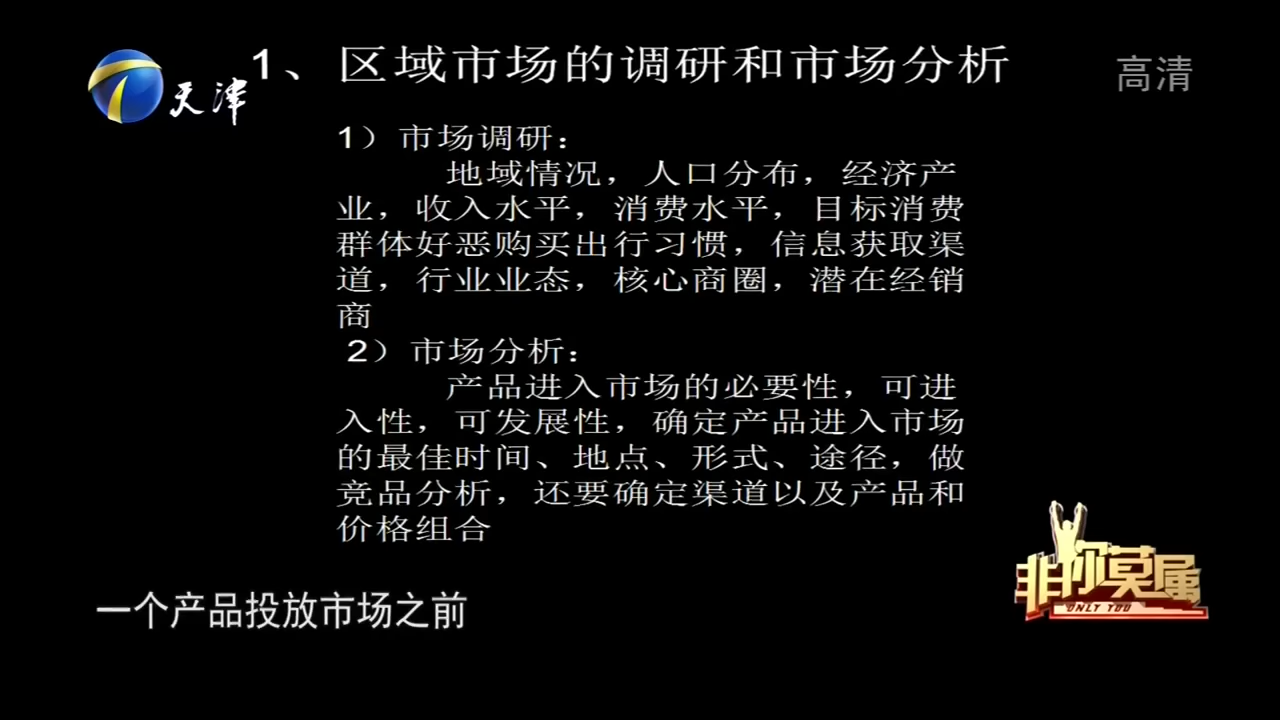 天津
1、区域市场的调研和市场分析
高清
1）市场调研：
地域情况，人口分布，经济产
业，收入水平，消费水平，目标消费
群体好恶购买出行习惯，信息获取渠
道，行业业态，核心商圈，潜在经销
商
2）市场分析：
产品进入市场的必要性，可进
入性，可发展性，确定产品进入市场
的最佳时间、地点、形式、途径，做
竞品分析，还要确定渠道以及产品和
价格组合
非你莫属
ONLY YOU
一个产品投放市场之前